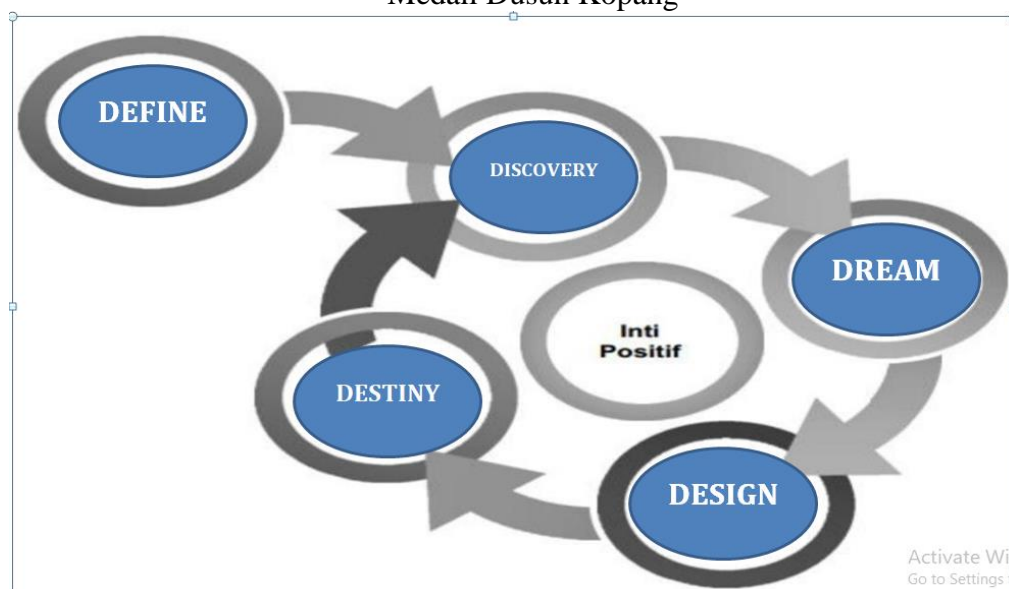 Medan Dusun Kopang
DEFINE
DISCOVERY
DREAM
Inti
Positif
DESTINY
DESIGN
Activate Wi
Go to Settings